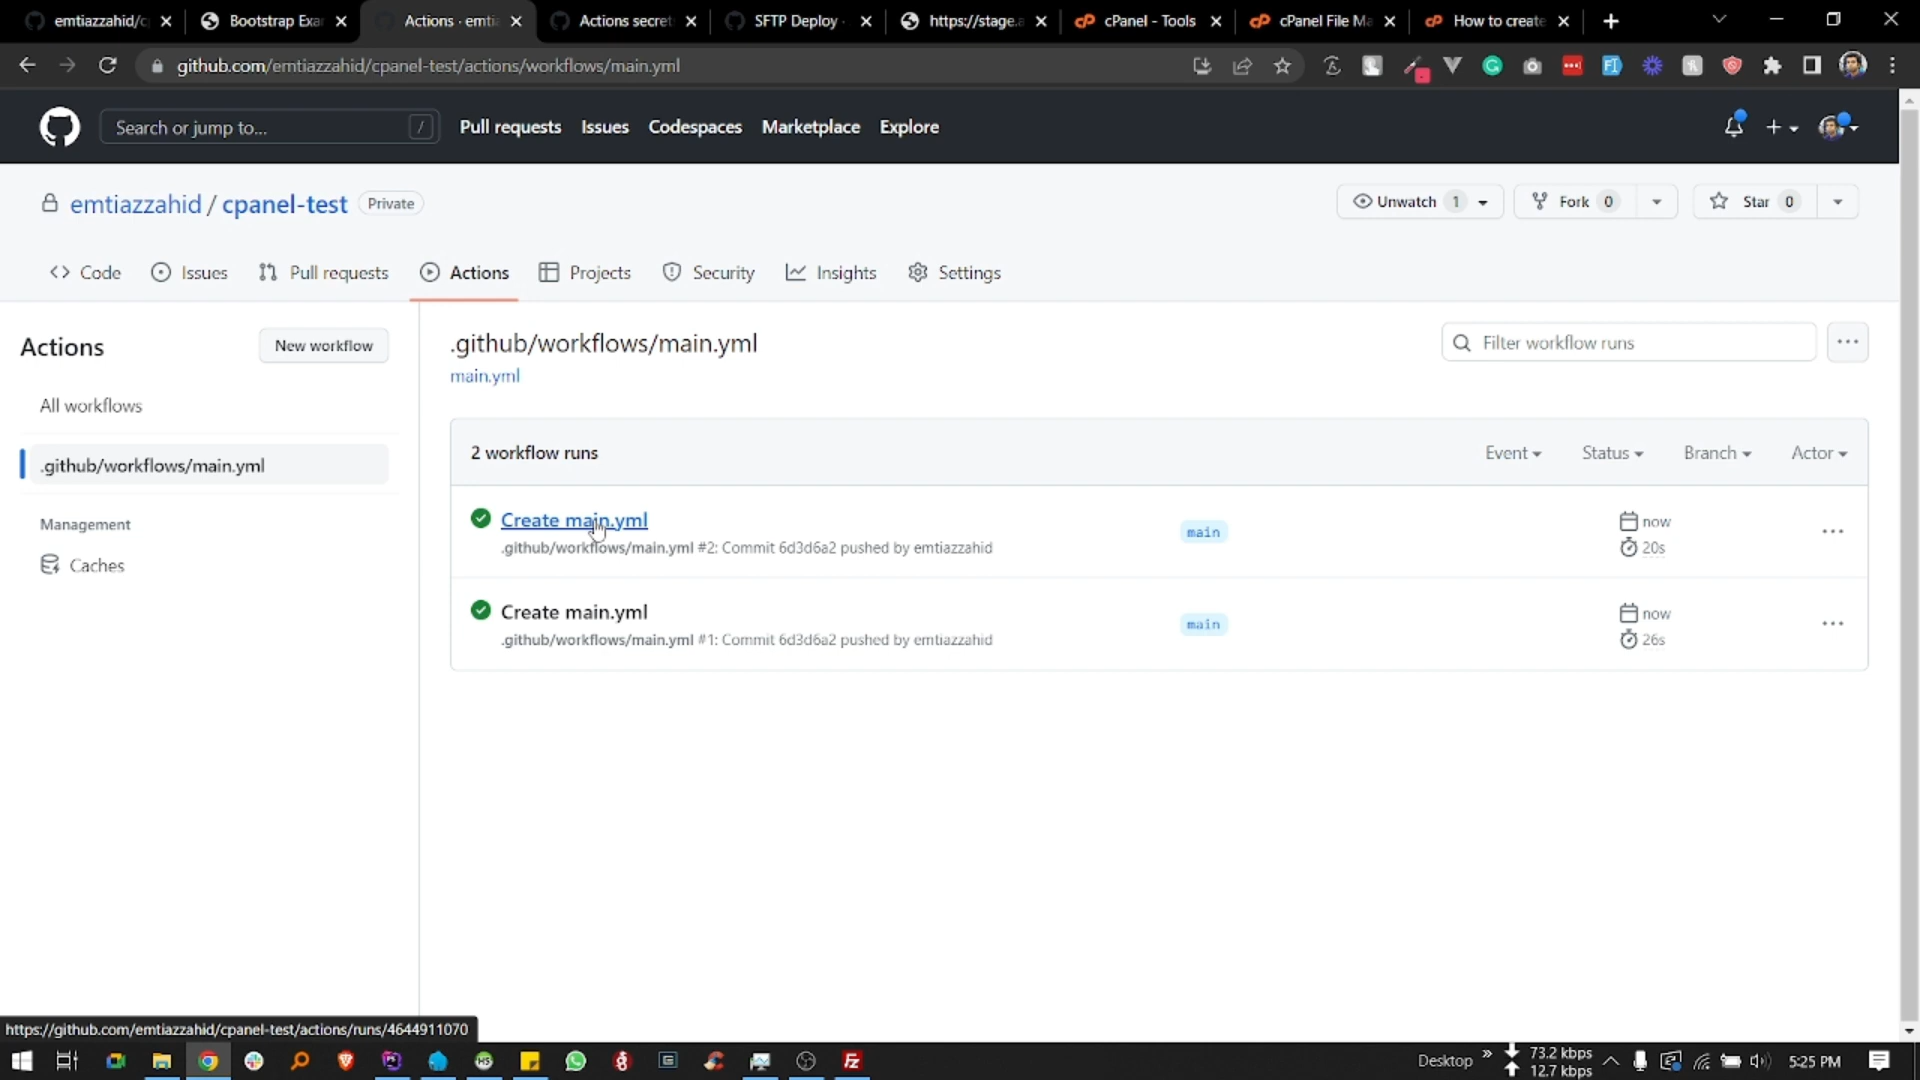 emtiazzahid/c
Bootstrap Exa
Actions · emti
Actions secret
SFTP Deploy ·
https://stage.a
cPanel - Tools
cPanel File Ma
How to create
github.com/emtiazzahid/cpanel-test/actions/workflows/main.yml
Search or jump to... /
Pull requests
Issues
Codespaces
Marketplace
Explore
emtiazzahid / cpanel-test Private
Unwatch 1
Fork 0
Star 0
Code
Issues
Pull requests
Actions
Projects
Security
Insights
Settings
Actions
New workflow
All workflows
.github/workflows/main.yml
Management
Caches
.github/workflows/main.yml
main.yml
Filter workflow runs
2 workflow runs
Event
Status
Branch
Actor
Create main.yml
.github/workflows/main.yml #2: Commit 6d3d6a2 pushed by emtiazzahid
main
now
20s
Create main.yml
.github/workflows/main.yml #1: Commit 6d3d6a2 pushed by emtiazzahid
main
now
26s
https://github.com/emtiazzahid/cpanel-test/actions/runs/4644911070
Desktop
73.2 kbps
12.7 kbps
5:25 PM